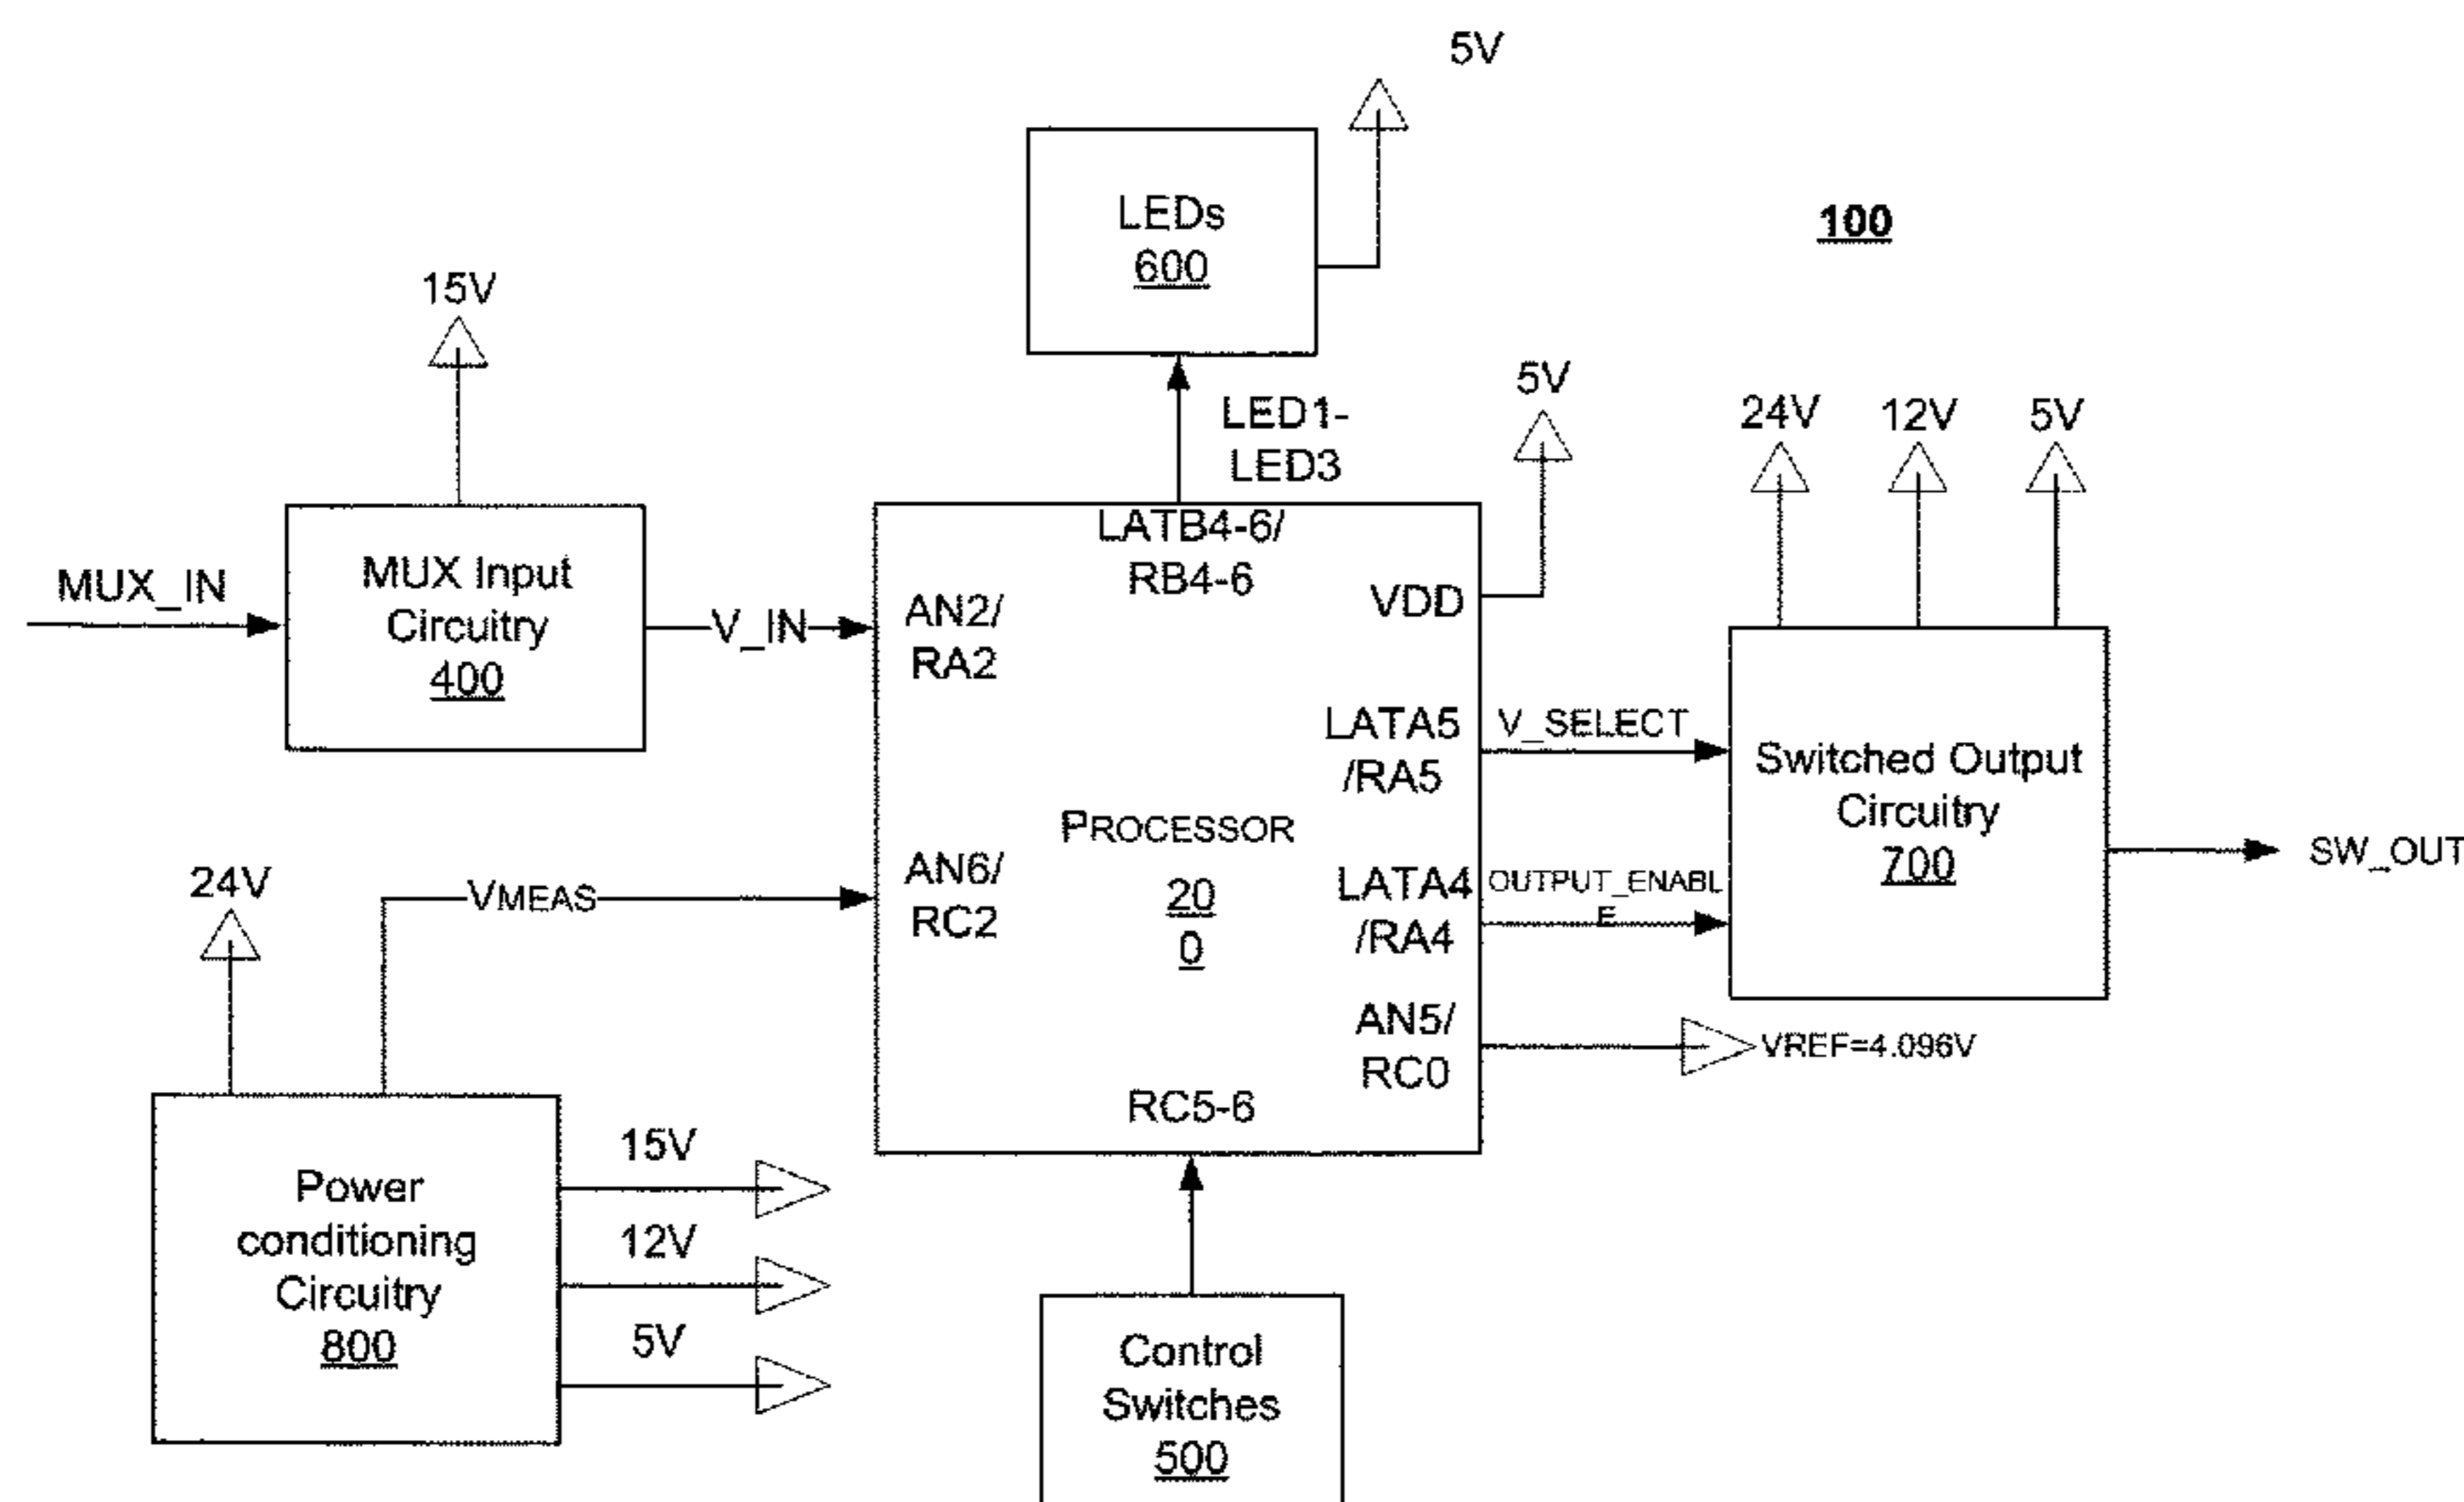 5V
LEDs
600
100
15V
LED1-
LED3
5V
24V
12V
5V
MUX_IN
MUX Input
Circuitry
400
V_IN
LATB4-6/
RB4-6
AN2/
RA2
VDD
LATA5
/RA5
V_SELECT
Switched Output
Circuitry
700
SW_OUT
PROCESSOR
20
0
24V
VMEAS
AN6/
RC2
LATA4
/RA4
OUTPUT_ENABL
E
AN5/
RC0
VREF=4.096V
RC5-6
Power
conditioning
Circuitry
800
15V
12V
5V
Control
Switches
500